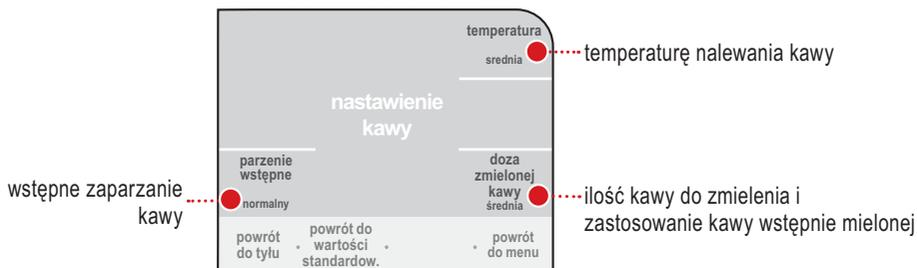 temperatura
srednia
temperaturę nalewania kawy
nastawienie
kawy
parzenie
wstępne
normalny
wstępne zaparzanie
kawy
doza
zmielonej
kawy
średnia
ilość kawy do zmielenia i
zastosowanie kawy wstępnie mielonej
powrót
do tyłu
powrót do
wartości
standardow.
powrót
do menu